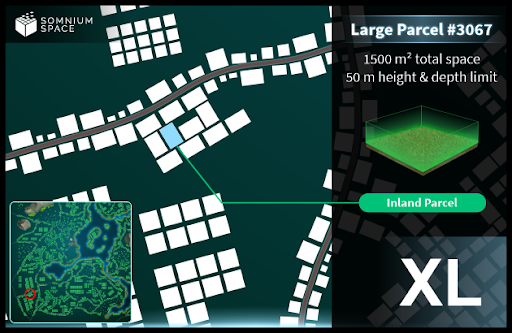 SOMNIUM
SPACE
Large Parcel #3067
1500 m² total space
50 m height & depth limit
Inland Parcel
XL